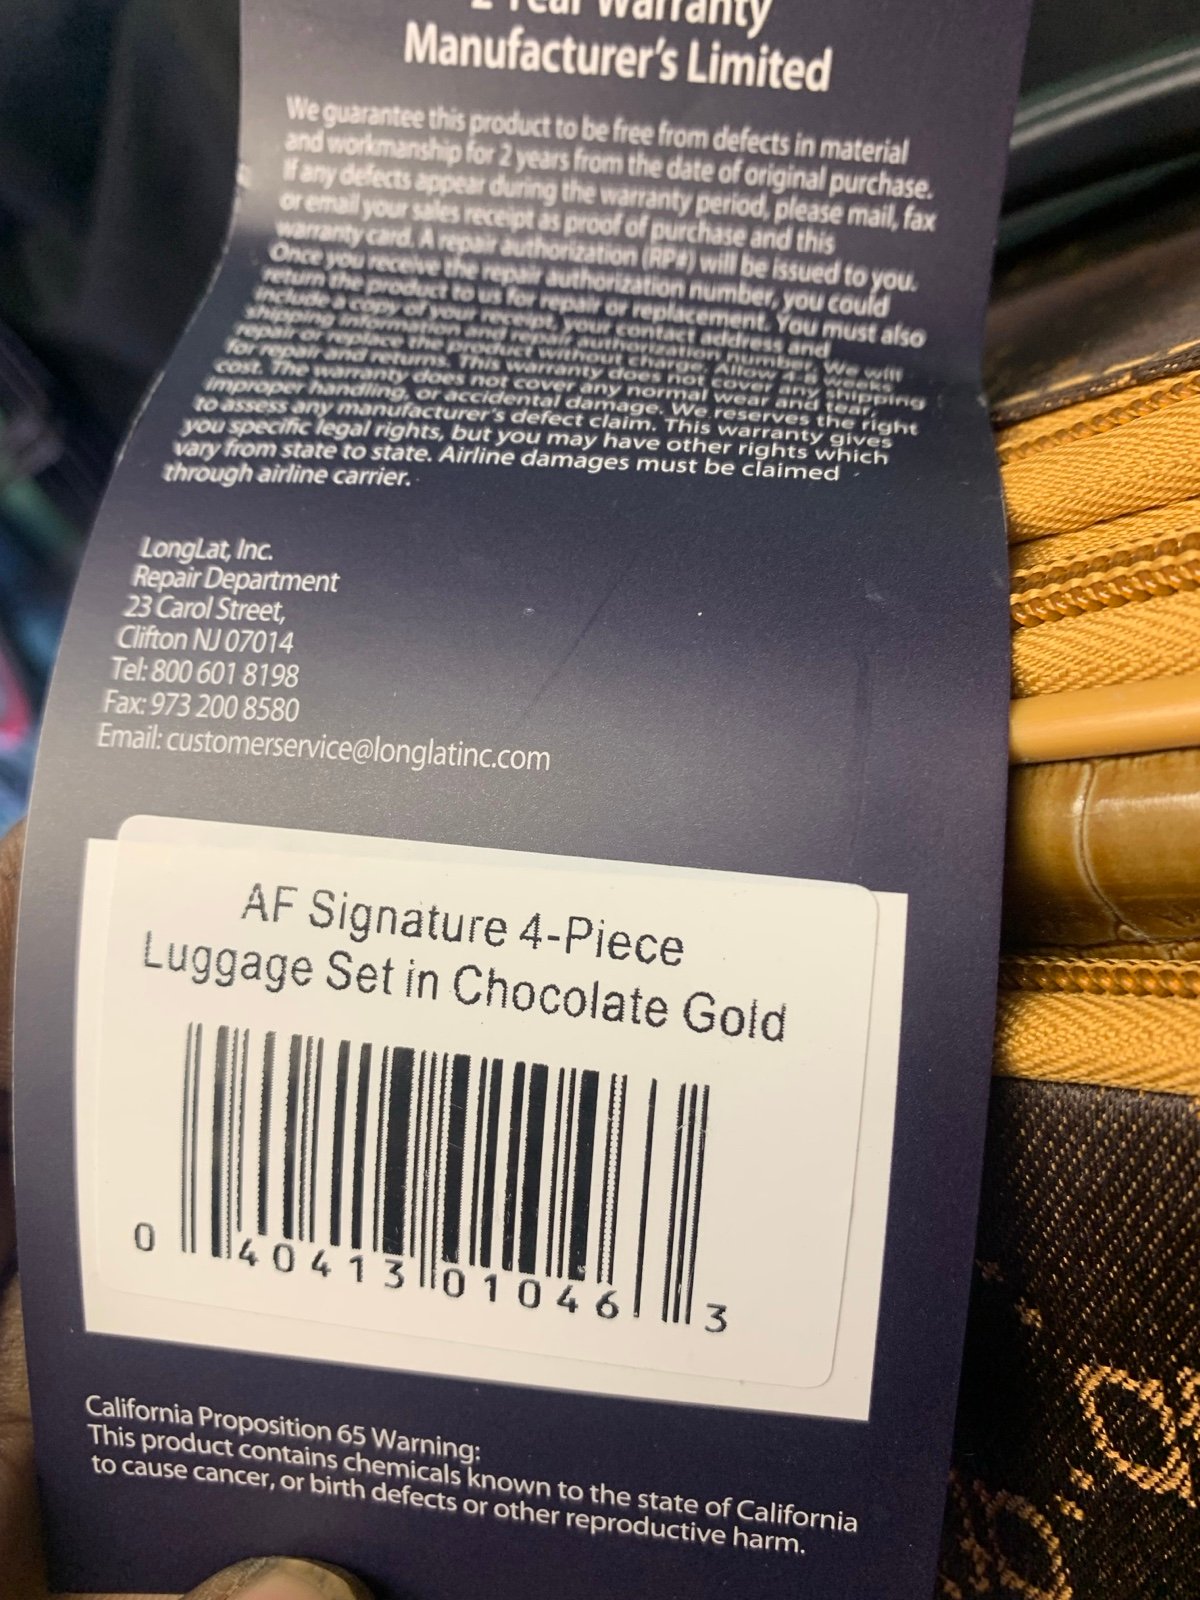 2 Year Warranty
Manufacturer's Limited
We guarantee this product to be free from defects in material
and workmanship for 2 years from the date of original purchase.
If any defects appear during the warranty period, please mail, fax
or email your sales receipt as proof of purchase and this
warranty card. A repair authorization (RP#) will be issued to you.
Once you receive the repair authorization number, you could
return the product to us for repair or replacement. You must also
include a copy of your receipt, your contact address and
shipping information and repair authorization number. We will
repair or replace the product without charge. Allow 4-8 weeks
for repair and returns. This warranty does not cover any shipping
cost. The warranty does not cover any normal wear and tear,
improper handling, or accidental damage. We reserves the right
to assess any manufacturer's defect claim. This warranty gives
you specific legal rights, but you may have other rights which
vary from state to state. Airline damages must be claimed
through airline carrier.
LongLat, Inc.
Repair Department
23 Carol Street,
Clifton NJ 07014
Tel: 800 601 8198
Fax: 973 200 8580
Email: customerservice@longlatinc.com
AF Signature 4-Piece
Luggage Set in Chocolate Gold
0 40413 01046 3
California Proposition 65 Warning:
This product contains chemicals known to the state of California
to cause cancer, or birth defects or other reproductive harm.